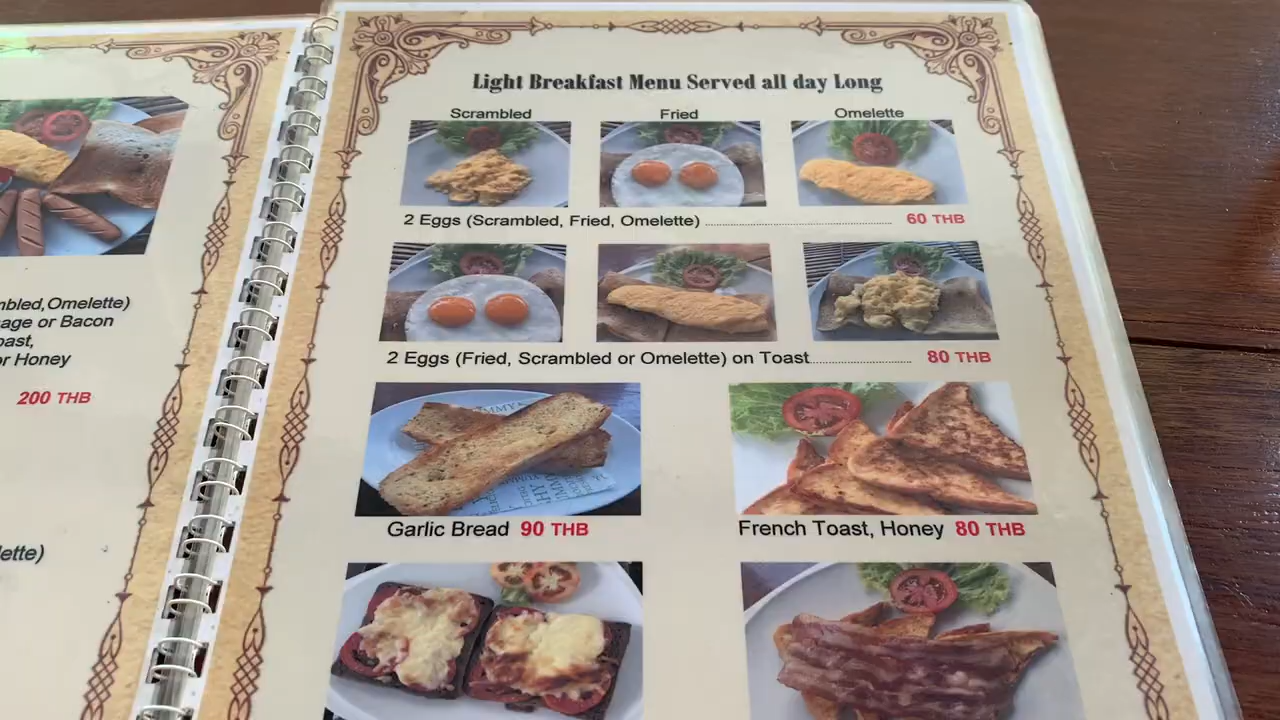 mbled, Omelette)
age or Bacon
oast,
or Honey
200 THB
lette)
Light Breakfast Menu Served all day Long
Scrambled Fried Omelette
2 Eggs (Scrambled, Fried, Omelette) 60 THB
2 Eggs (Fried, Scrambled or Omelette) on Toast 80 THB
Garlic Bread 90 THB
French Toast, Honey 80 THB